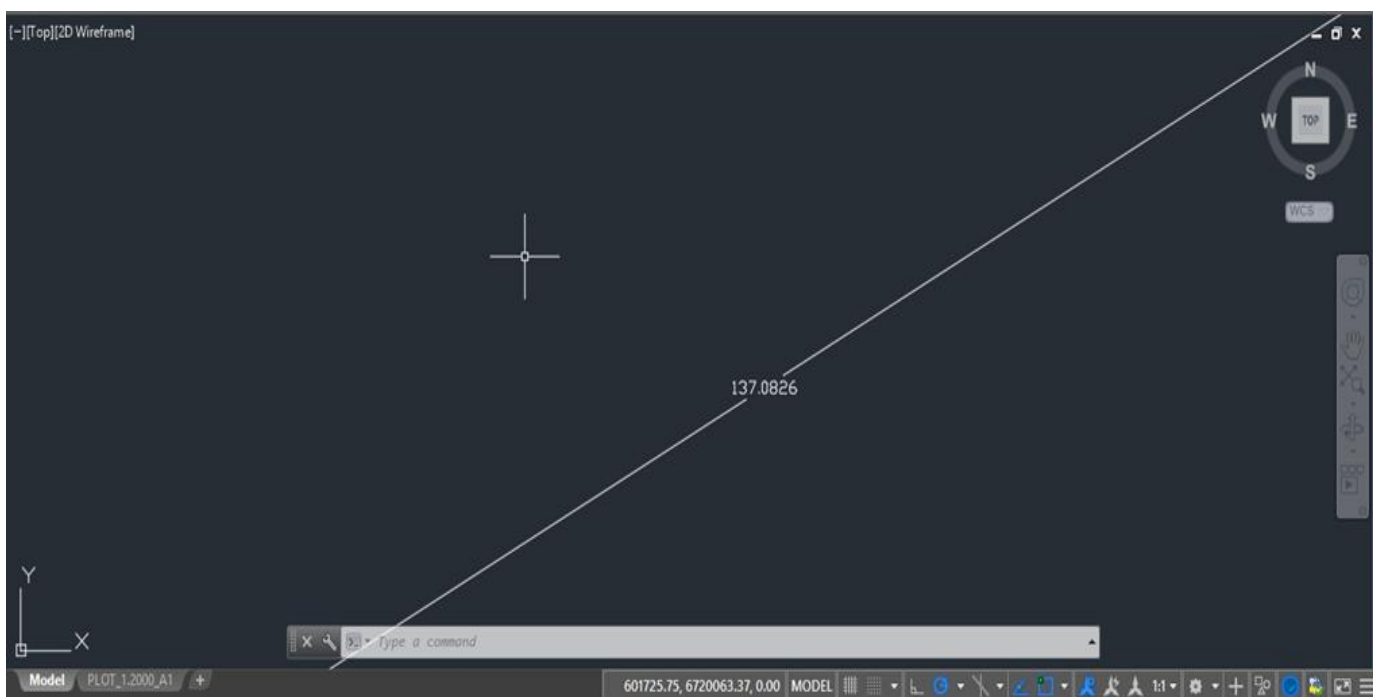 [−][Top][2D Wireframe]
N
W TOP E
S
WCS
137.0826
Y
X
Type a command
Model PLOT_1.2000_A1 +
601725.75, 6720063.37, 0.00 MODEL 1:1